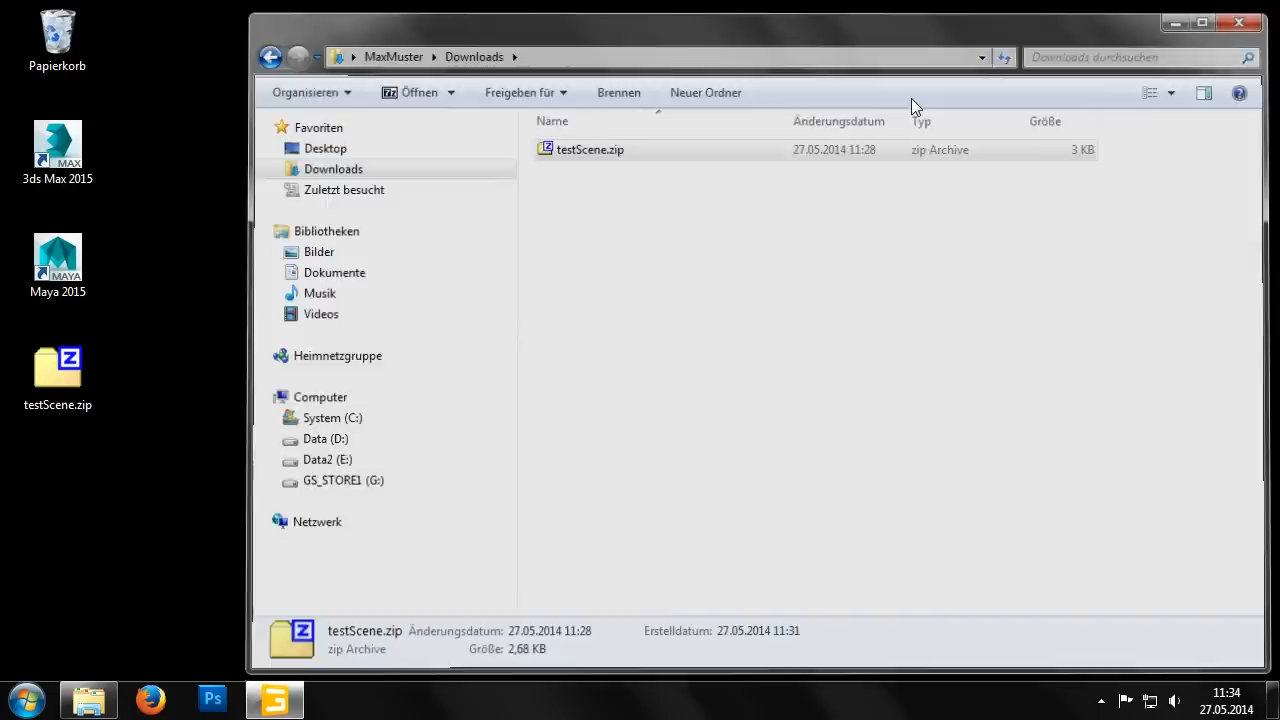 Papierkorb
MAX
3ds Max 2015
MAYA
Maya 2015
Z
testScene.zip
MaxMuster Downloads
Downloads durchsuchen
Organisieren Öffnen Freigeben für Brennen Neuer Ordner
Name Änderungsdatum Typ Größe
testScene.zip 27.05.2014 11:28 zip Archive 3 KB
Favoriten
Desktop
Downloads
Zuletzt besucht
Bibliotheken
Bilder
Dokumente
Musik
Videos
Heimnetzgruppe
Computer
System (C:)
Data (D:)
Data2 (E:)
GS_STORE1 (G:)
Netzwerk
Z
testScene.zip Änderungsdatum: 27.05.2014 11:28 Erstelldatum: 27.05.2014 11:31
zip Archive Größe: 2,68 KB
Ps
11:34
27.05.2014